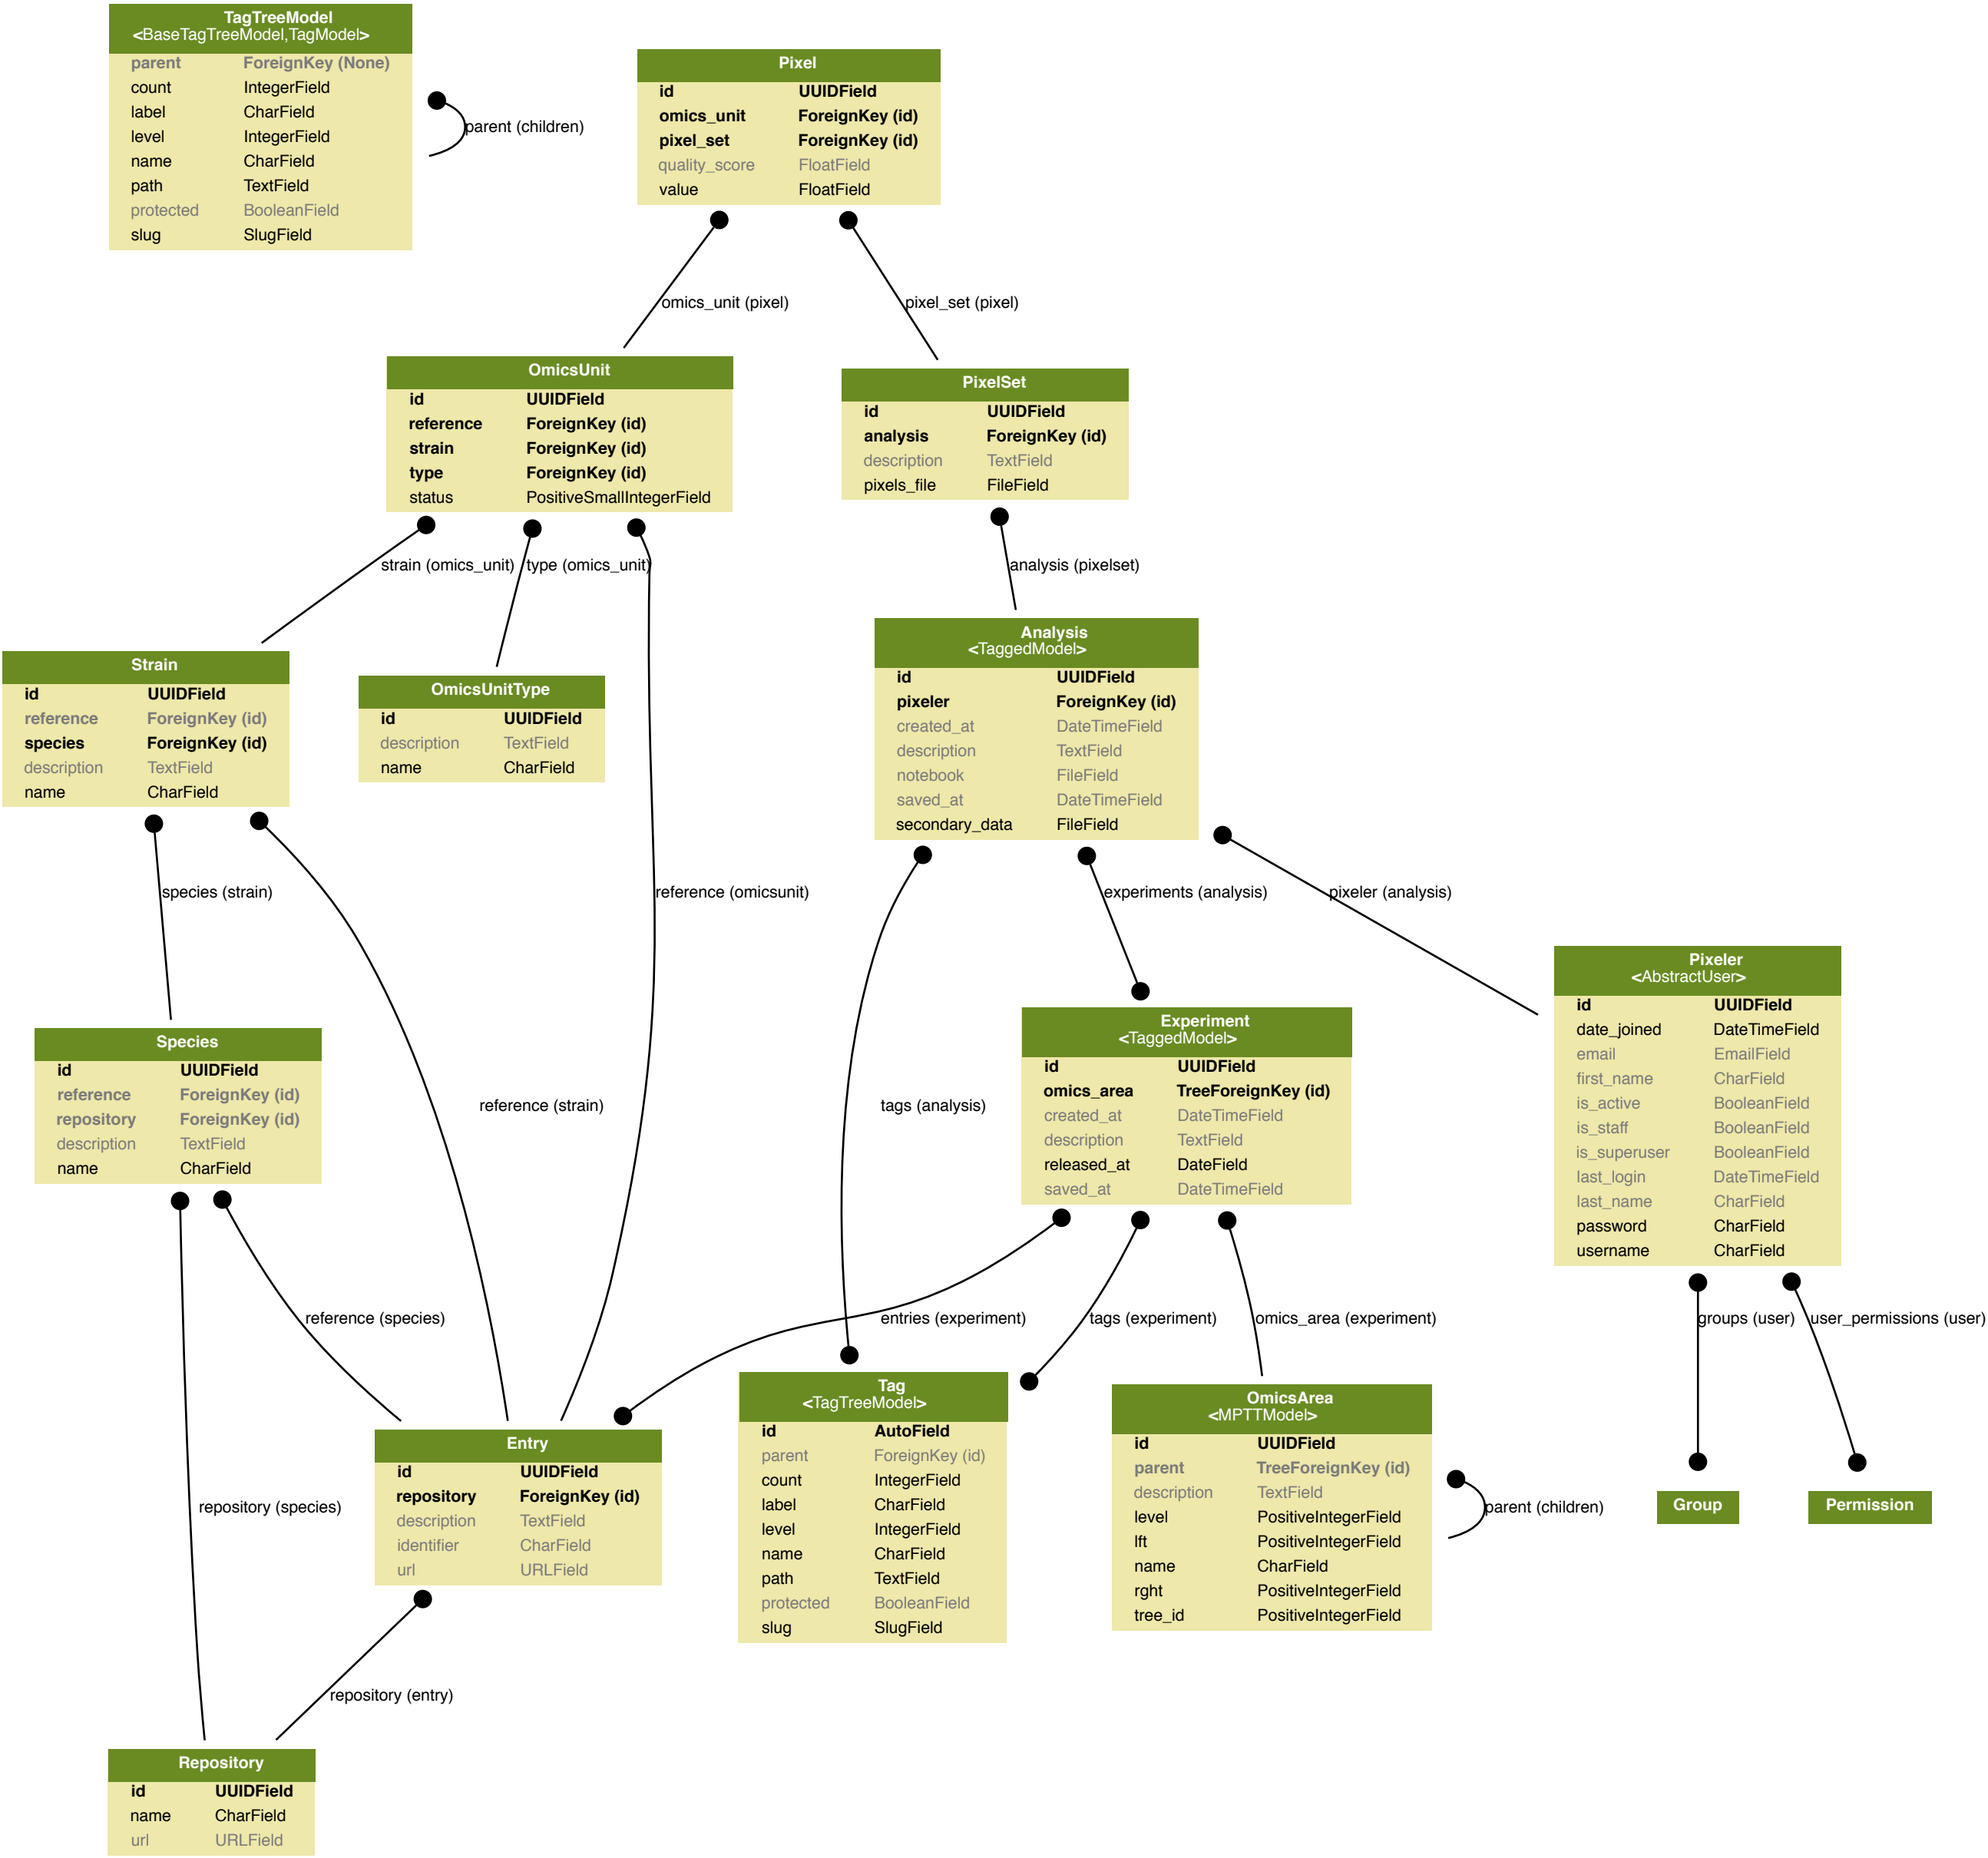 TagTreeModel
<BaseTagTreeModel,TagModel>
parent ForeignKey (None)
count IntegerField
label CharField
level IntegerField
name CharField
path TextField
protected BooleanField
slug SlugField
parent (children)
Pixel
id UUIDField
omics_unit ForeignKey (id)
pixel_set ForeignKey (id)
quality_score FloatField
value FloatField
omics_unit (pixel)
pixel_set (pixel)
OmicsUnit
id UUIDField
reference ForeignKey (id)
strain ForeignKey (id)
type ForeignKey (id)
status PositiveSmallIntegerField
PixelSet
id UUIDField
analysis ForeignKey (id)
description TextField
pixels_file FileField
strain (omics_unit)
type (omics_unit)
analysis (pixelset)
Strain
id UUIDField
reference ForeignKey (id)
species ForeignKey (id)
description TextField
name CharField
OmicsUnitType
id UUIDField
description TextField
name CharField
Analysis
<TaggedModel>
id UUIDField
pixeler ForeignKey (id)
created_at DateTimeField
description TextField
notebook FileField
saved_at DateTimeField
secondary_data FileField
species (strain)
reference (omicsunit)
experiments (analysis)
pixeler (analysis)
Pixeler
<AbstractUser>
id UUIDField
date_joined DateTimeField
email EmailField
first_name CharField
is_active BooleanField
is_staff BooleanField
is_superuser BooleanField
last_login DateTimeField
last_name CharField
password CharField
username CharField
Species
id UUIDField
reference ForeignKey (id)
repository ForeignKey (id)
description TextField
name CharField
reference (strain)
tags (analysis)
Experiment
<TaggedModel>
id UUIDField
omics_area TreeForeignKey (id)
created_at DateTimeField
description TextField
released_at DateField
saved_at DateTimeField
reference (species)
entries (experiment)
tags (experiment)
omics_area (experiment)
groups (user)
user_permissions (user)
Entry
id UUIDField
repository ForeignKey (id)
description TextField
identifier CharField
url URLField
Tag
<TagTreeModel>
id AutoField
parent ForeignKey (id)
count IntegerField
label CharField
level IntegerField
name CharField
path TextField
protected BooleanField
slug SlugField
OmicsArea
<MPTTModel>
id UUIDField
parent TreeForeignKey (id)
description TextField
level PositiveIntegerField
lft PositiveIntegerField
name CharField
rght PositiveIntegerField
tree_id PositiveIntegerField
parent (children)
Group
Permission
repository (species)
repository (entry)
Repository
id UUIDField
name CharField
url URLField